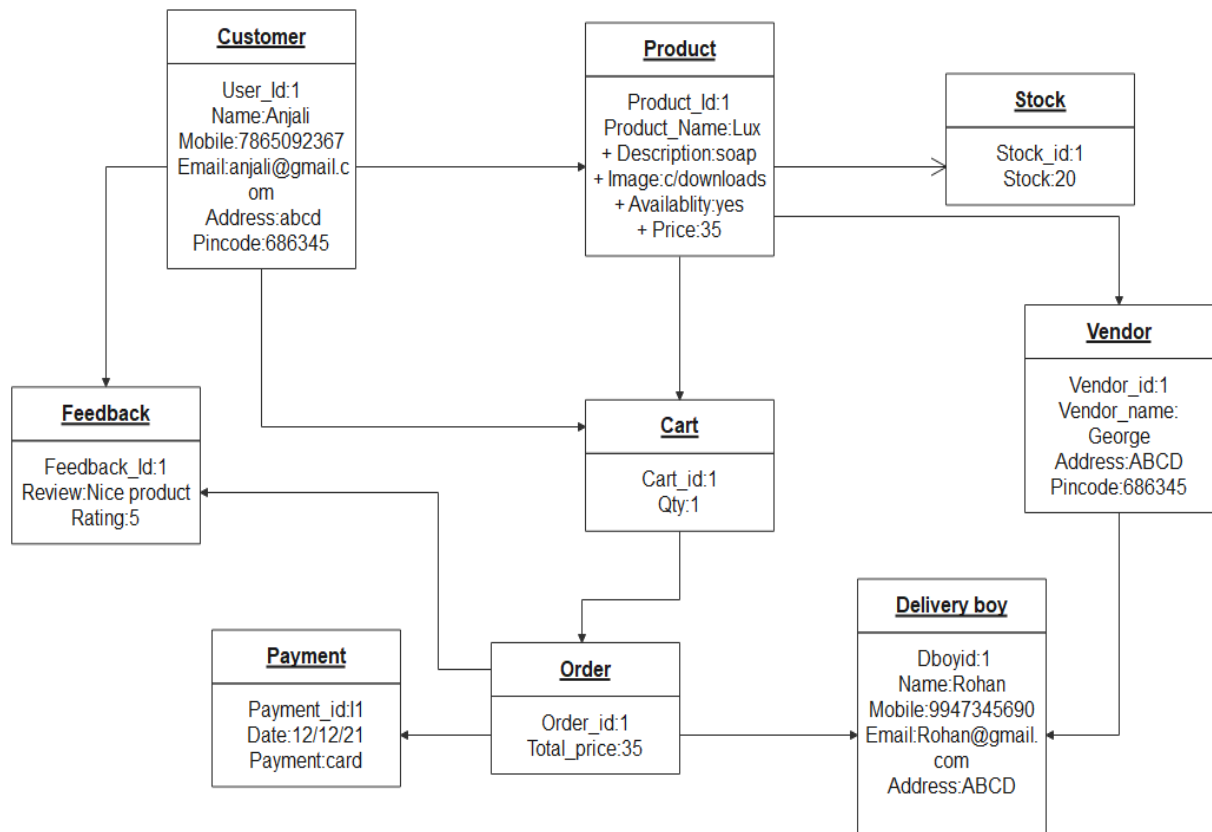 Customer
User_Id:1
Name:Anjali
Mobile:7865092367
Email:anjali@gmail.c
om
Address:abcd
Pincode:686345
Product
Product_Id:1
Product_Name:Lux
+ Description:soap
+ Image:c/downloads
+ Availablity:yes
+ Price:35
Stock
Stock_id:1
Stock:20
Vendor
Vendor_id:1
Vendor_name:
George
Address:ABCD
Pincode:686345
Feedback
Feedback_Id:1
Review:Nice product
Rating:5
Cart
Cart_id:1
Qty:1
Payment
Payment_id:I1
Date:12/12/21
Payment:card
Order
Order_id:1
Total_price:35
Delivery boy
Dboyid:1
Name:Rohan
Mobile:9947345690
Email:Rohan@gmail.
com
Address:ABCD